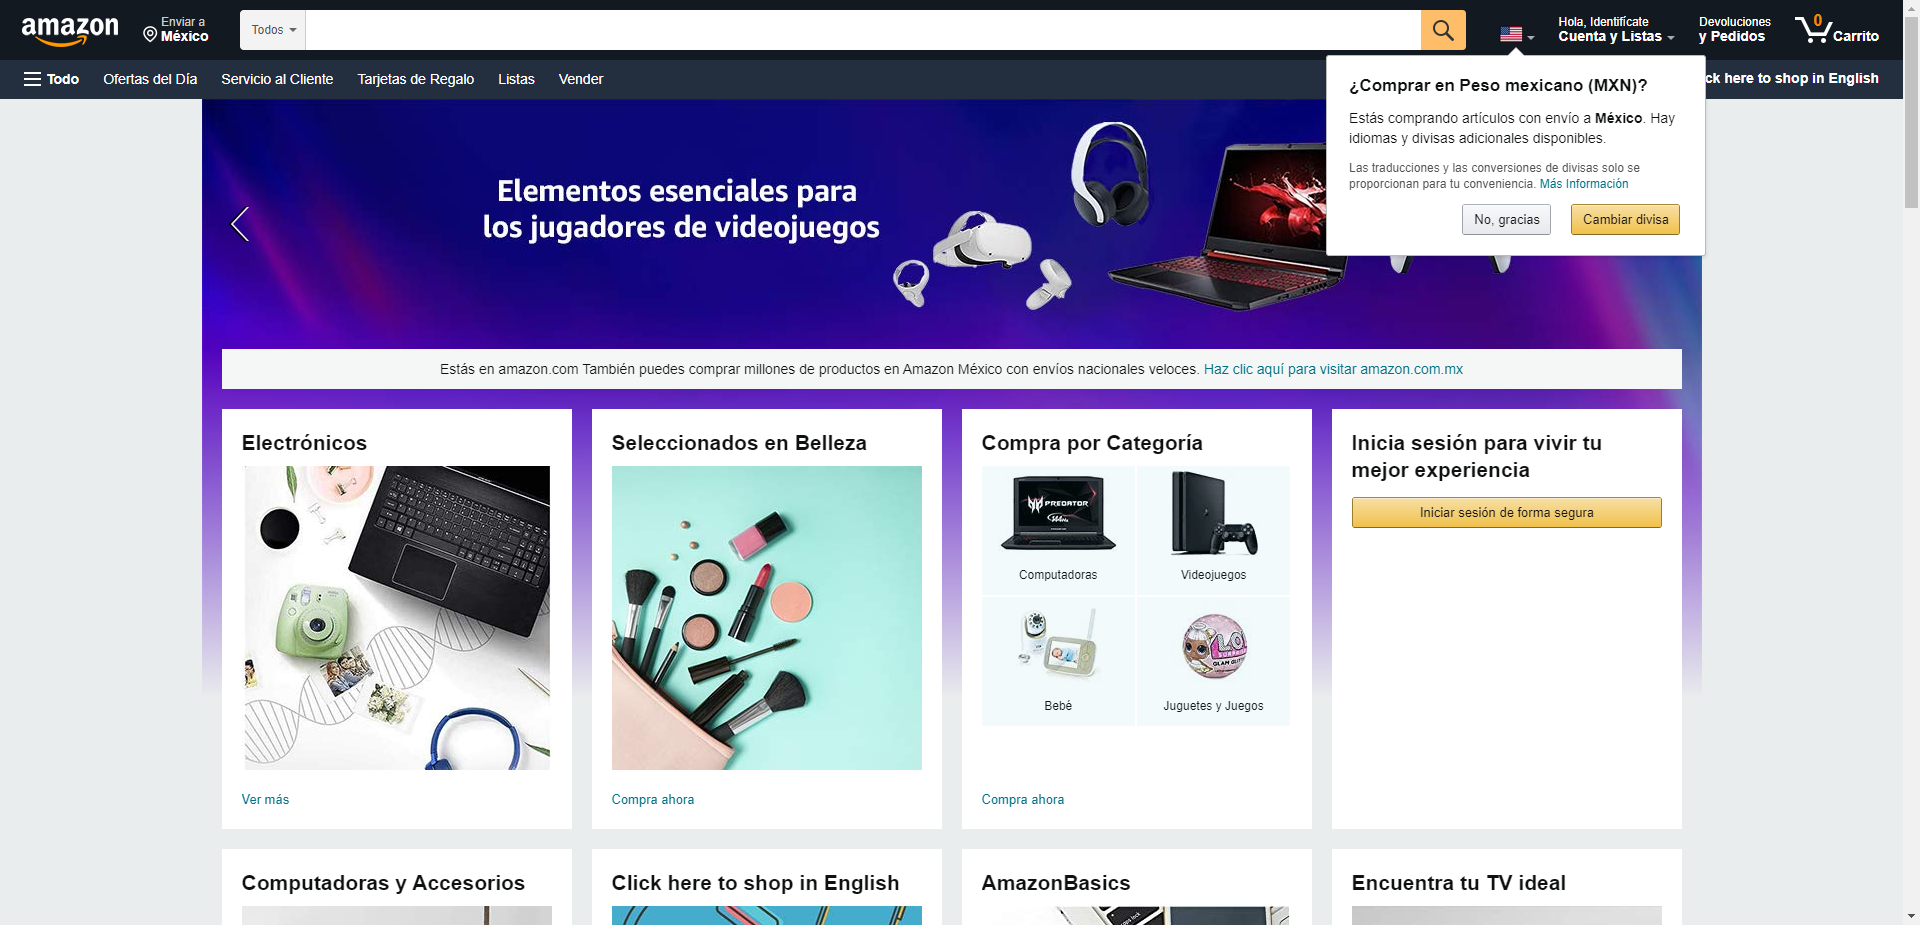 amazon
Enviar a
México
Todos
Hola, Identifícate
Cuenta y Listas
Devoluciones
y Pedidos
0
Carrito
Todo
Ofertas del Día
Servicio al Cliente
Tarjetas de Regalo
Listas
Vender
ck here to shop in English
¿Comprar en Peso mexicano (MXN)?
Estás comprando artículos con envío a México. Hay
idiomas y divisas adicionales disponibles.
Las traducciones y las conversiones de divisas solo se
proporcionan para tu conveniencia. Más Información
No, gracias
Cambiar divisa
Elementos esenciales para
los jugadores de videojuegos
Estás en amazon.com También puedes comprar millones de productos en Amazon México con envíos nacionales veloces. Haz clic aquí para visitar amazon.com.mx
Electrónicos
Ver más
Seleccionados en Belleza
Compra ahora
Compra por Categoría
PREDATOR
Computadoras
Videojuegos
Bebé
L.O.L.
SURPRISE
GLAM GLITTER
Juguetes y Juegos
Compra ahora
Inicia sesión para vivir tu
mejor experiencia
Iniciar sesión de forma segura
Computadoras y Accesorios
Click here to shop in English
AmazonBasics
Encuentra tu TV ideal